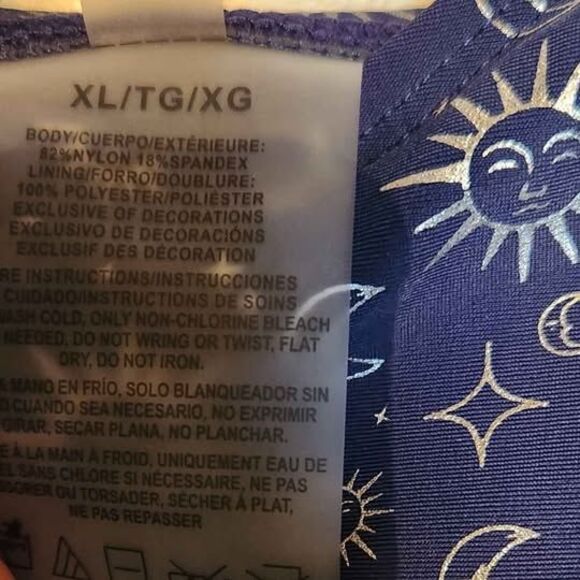 XL/TG/XG
BODY/CUERPO/EXTÉRIEURE:
82%NYLON 18%SPANDEX
LINING/FORRO/DOUBLURE:
100% POLYESTER/POLIÉSTER
EXCLUSIVE OF DECORATIONS
EXCLUSIVO DE DECORACIÓNS
EXCLUSIF DES DÉCORATION
RE INSTRUCTIONS/INSTRUCCIONES
CUIDADO/INSTRUCTIONS DE SOINS
WASH COLD, ONLY NON-CHLORINE BLEACH
NEEDED, DO NOT WRING OR TWIST, FLAT
DRY, DO NOT IRON.
MANO EN FRÍO, SOLO BLANQUEADOR SIN
CUANDO SEA NECESARIO, NO EXPRIMIR
GIRAR, SECAR PLANA, NO PLANCHAR.
À LA MAIN À FROID, UNIQUEMENT EAU DE
SANS CHLORE SI NÉCESSAIRE, NE PAS
OU TORSADER, SÉCHER À PLAT,
NE PAS REPASSER